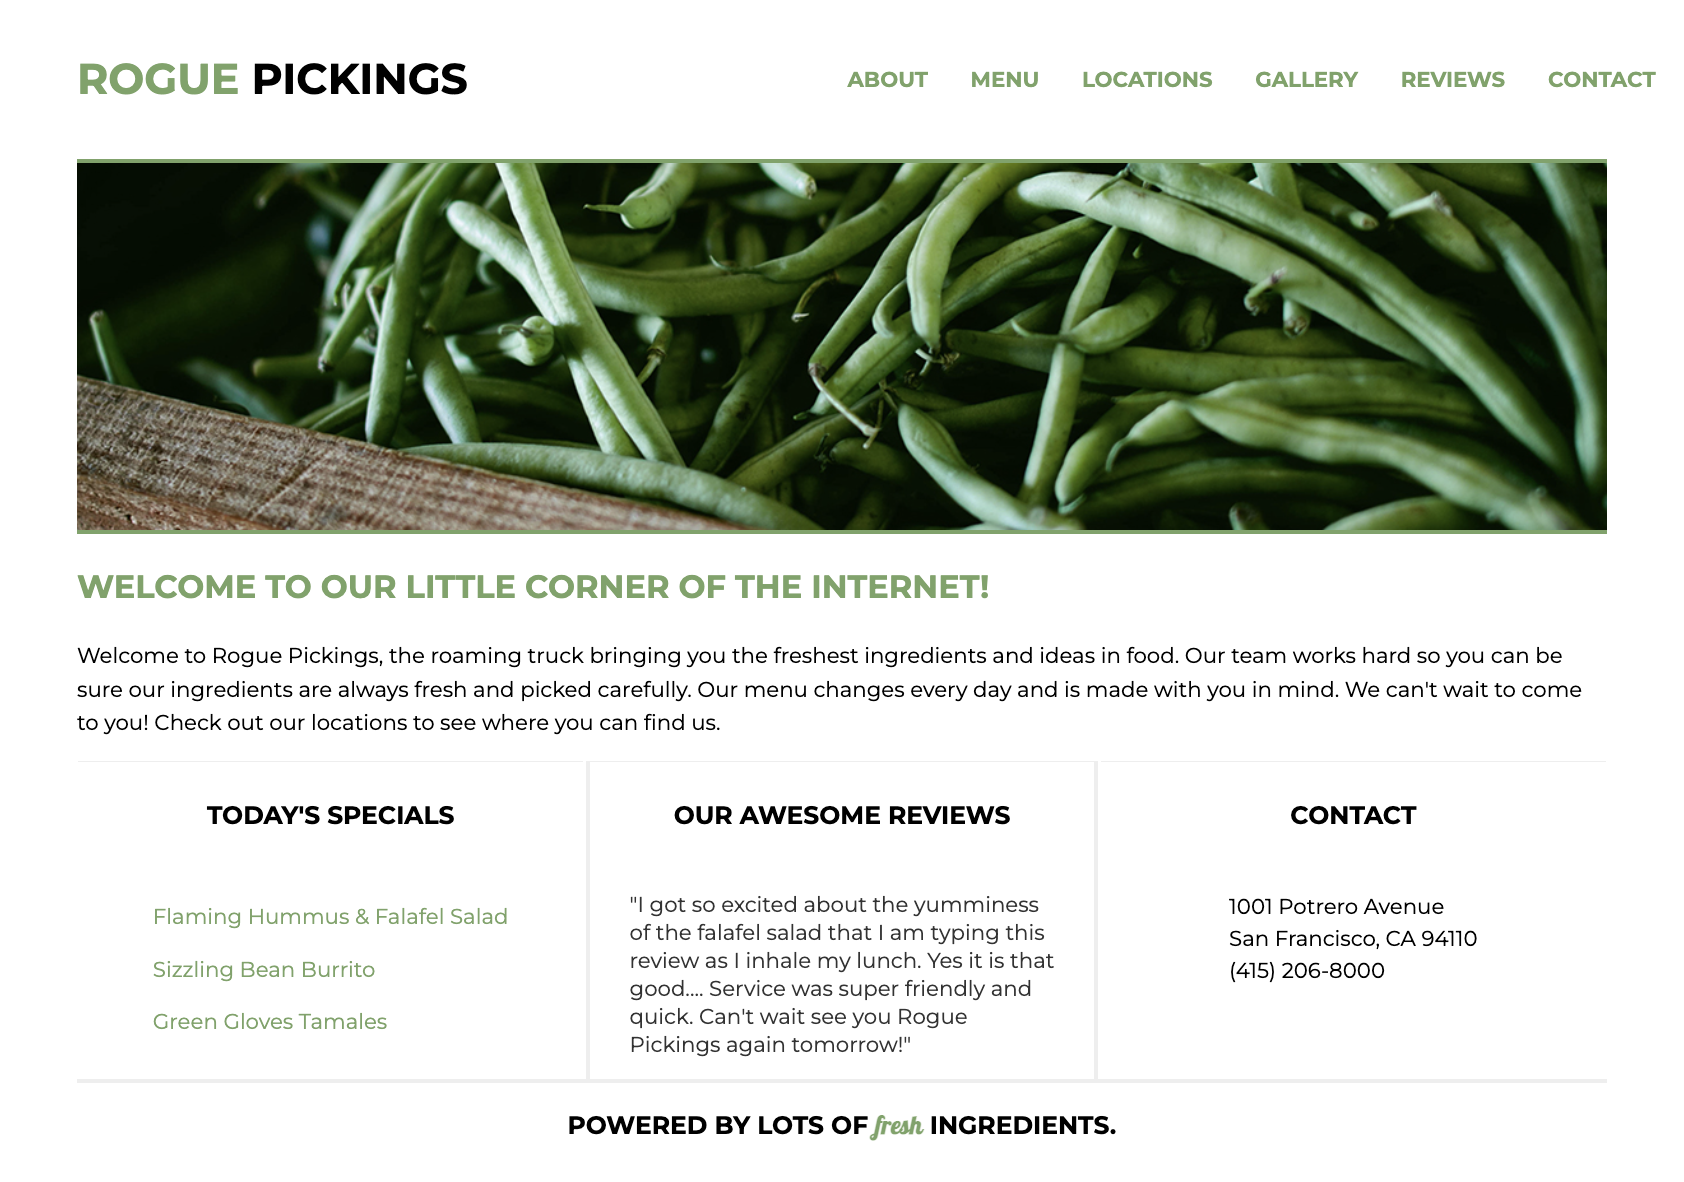 ROGUE PICKINGS
ABOUT MENU LOCATIONS GALLERY REVIEWS CONTACT
WELCOME TO OUR LITTLE CORNER OF THE INTERNET!
Welcome to Rogue Pickings, the roaming truck bringing you the freshest ingredients and ideas in food. Our team works hard so you can be
sure our ingredients are always fresh and picked carefully. Our menu changes every day and is made with you in mind. We can't wait to come
to you! Check out our locations to see where you can find us.
TODAY'S SPECIALS
Flaming Hummus & Falafel Salad
Sizzling Bean Burrito
Green Gloves Tamales
OUR AWESOME REVIEWS
"I got so excited about the yumminess
of the falafel salad that I am typing this
review as I inhale my lunch. Yes it is that
good.... Service was super friendly and
quick. Can't wait see you Rogue
Pickings again tomorrow!"
CONTACT
1001 Potrero Avenue
San Francisco, CA 94110
(415) 206-8000
POWERED BY LOTS OF fresh INGREDIENTS.